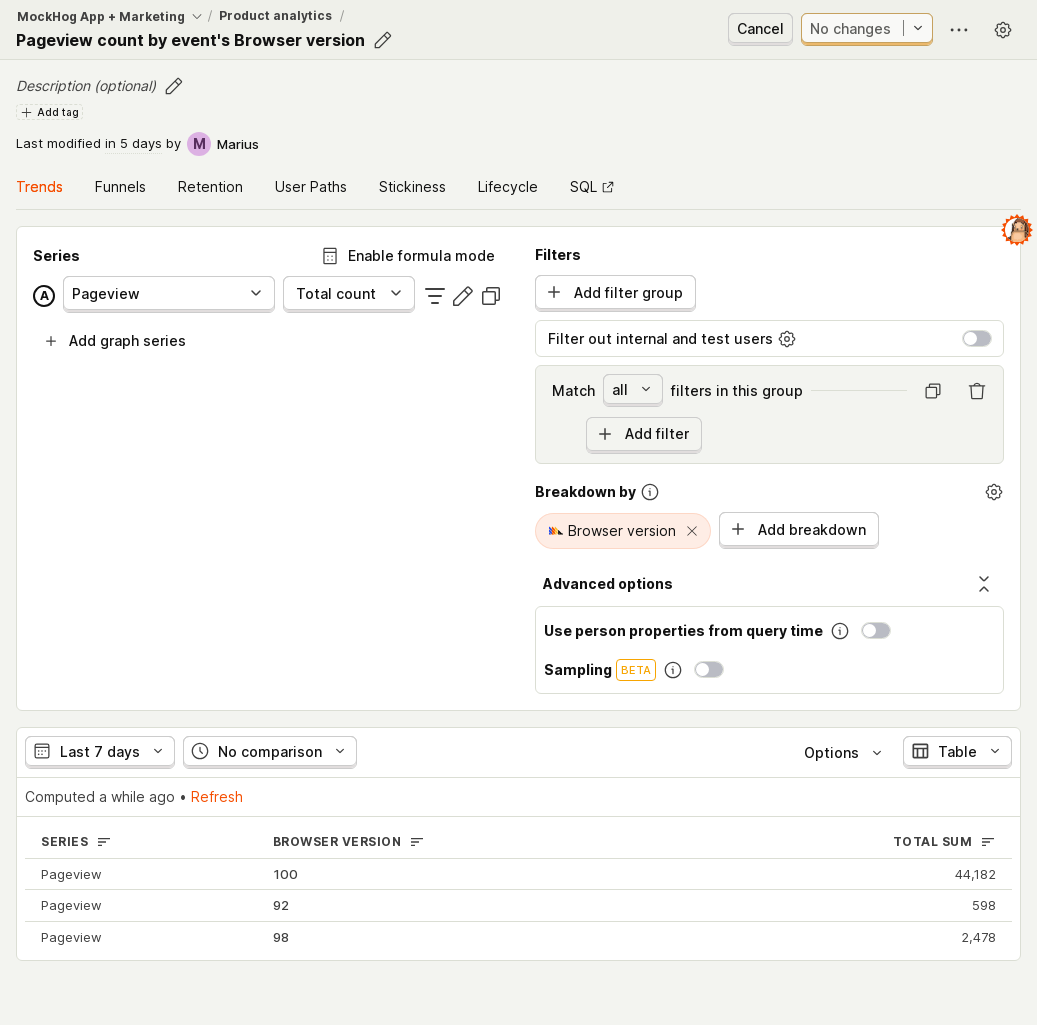 MockHog App + Marketing / Product analytics /
Pageview count by event's Browser version
Cancel
No changes
Description (optional)
Add tag
Last modified in 5 days by M Marius
Trends Funnels Retention User Paths Stickiness Lifecycle SQL
Series
Enable formula mode
A Pageview Total count
Add graph series
Filters
Add filter group
Filter out internal and test users
Match all filters in this group
Add filter
Breakdown by
Browser version Add breakdown
Advanced options
Use person properties from query time
Sampling BETA
Last 7 days No comparison Options Table
Computed a while ago • Refresh
SERIES BROWSER VERSION TOTAL SUM
Pageview 100 44,182
Pageview 92 598
Pageview 98 2,478